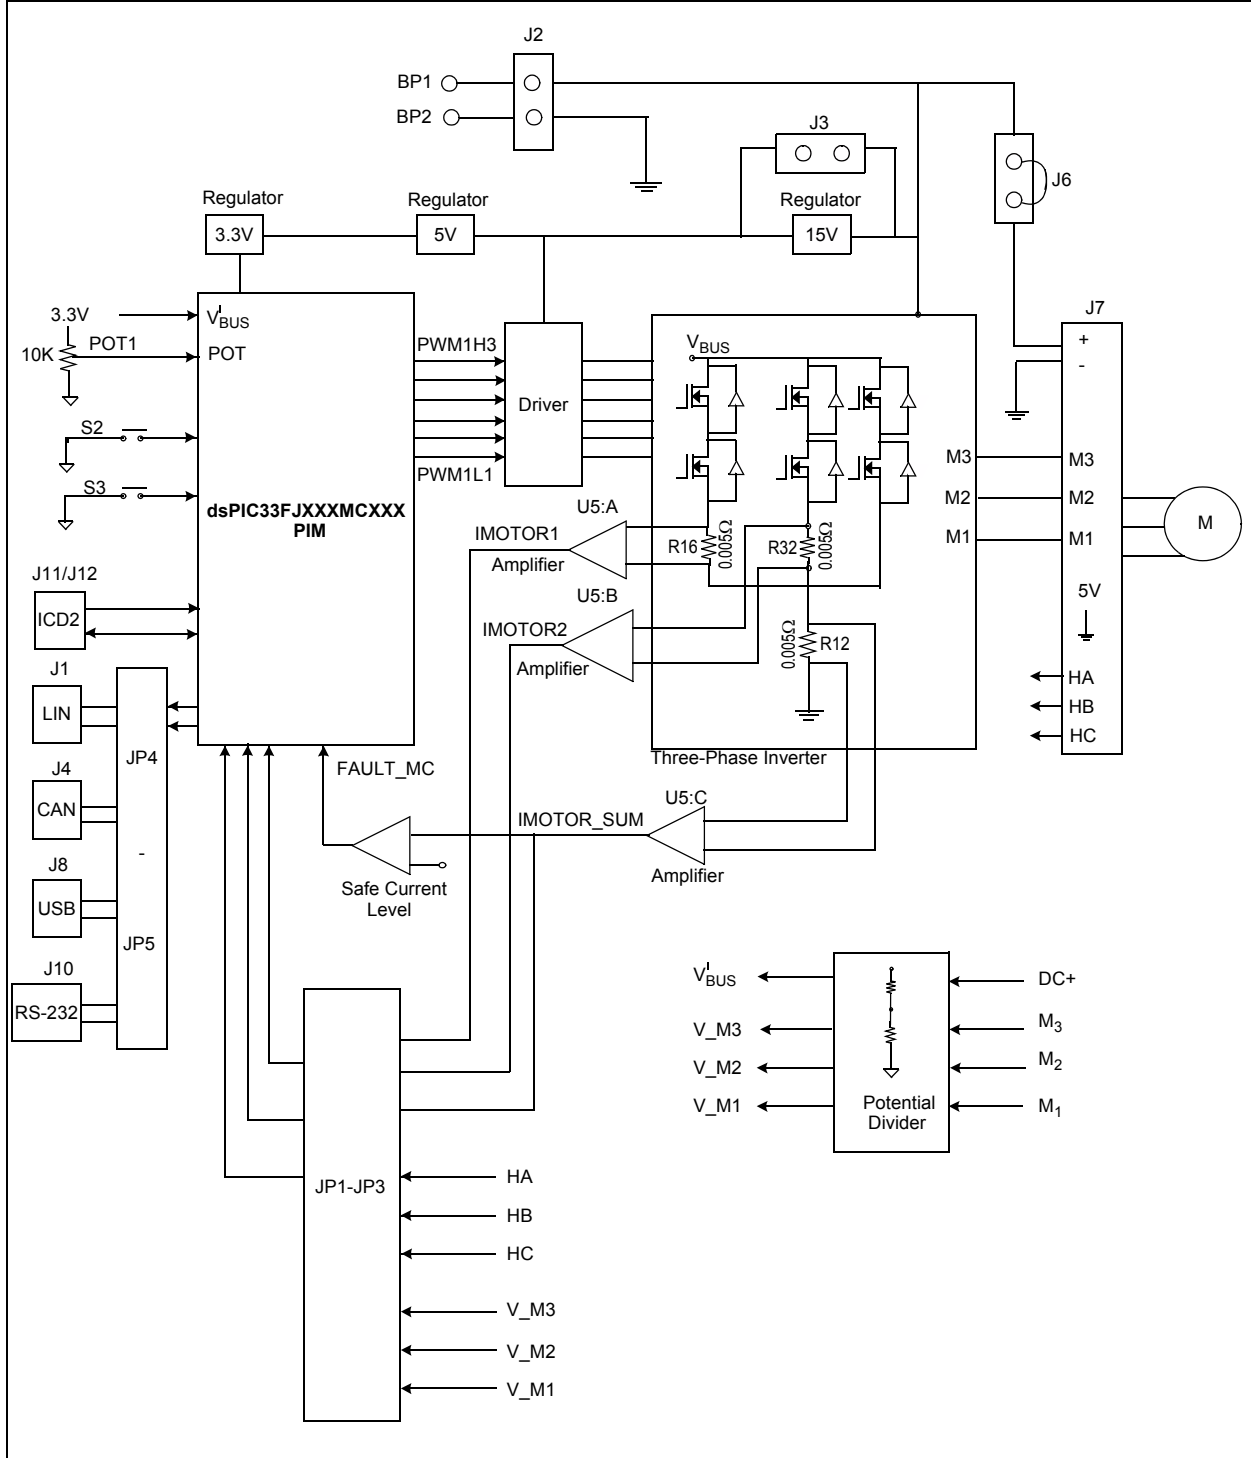 J2
BP1
BP2
J3
J6
Regulator
Regulator
Regulator
3.3V
5V
15V
J7
3.3V
V'BUS
10K
POT1
POT
PWM1H3
VBUS
+
-
Driver
S2
M3
M3
PWM1L1
S3
M2
M2
dsPIC33FJXXXMCXXX
PIM
U5:A
IMOTOR1
Amplifier
R16
0.005Ω
R32
0.005Ω
M1
M1
M
J11/J12
ICD2
U5:B
IMOTOR2
Amplifier
0.005Ω
R12
5V
J1
LIN
HA
HB
HC
JP4
-
JP5
FAULT_MC
Three-Phase Inverter
J4
CAN
U5:C
IMOTOR_SUM
Amplifier
Safe Current
Level
J8
USB
J10
RS-232
V'BUS
V_M3
V_M2
V_M1
Potential
Divider
DC+
M3
M2
M1
JP1-JP3
HA
HB
HC
V_M3
V_M2
V_M1